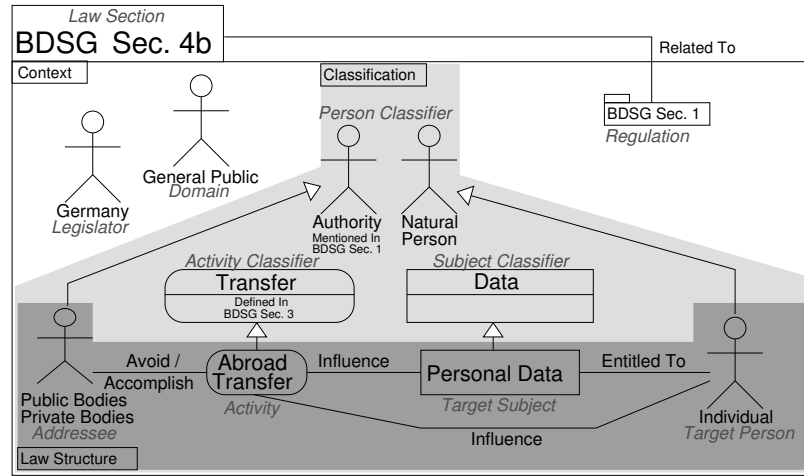 Law Section
BDSG Sec. 4b
Related To
Context
Classification
Person Classifier
BDSG Sec. 1
Regulation
General Public
Domain
Germany
Legislator
Authority
Mentioned In
BDSG Sec. 1
Natural
Person
Activity Classifier
Subject Classifier
Transfer
Defined In
BDSG Sec. 3
Data
Avoid /
Accomplish
Abroad
Transfer
Influence
Personal Data
Entitled To
Public Bodies
Private Bodies
Addressee
Activity
Target Subject
Individual
Target Person
Influence
Law Structure